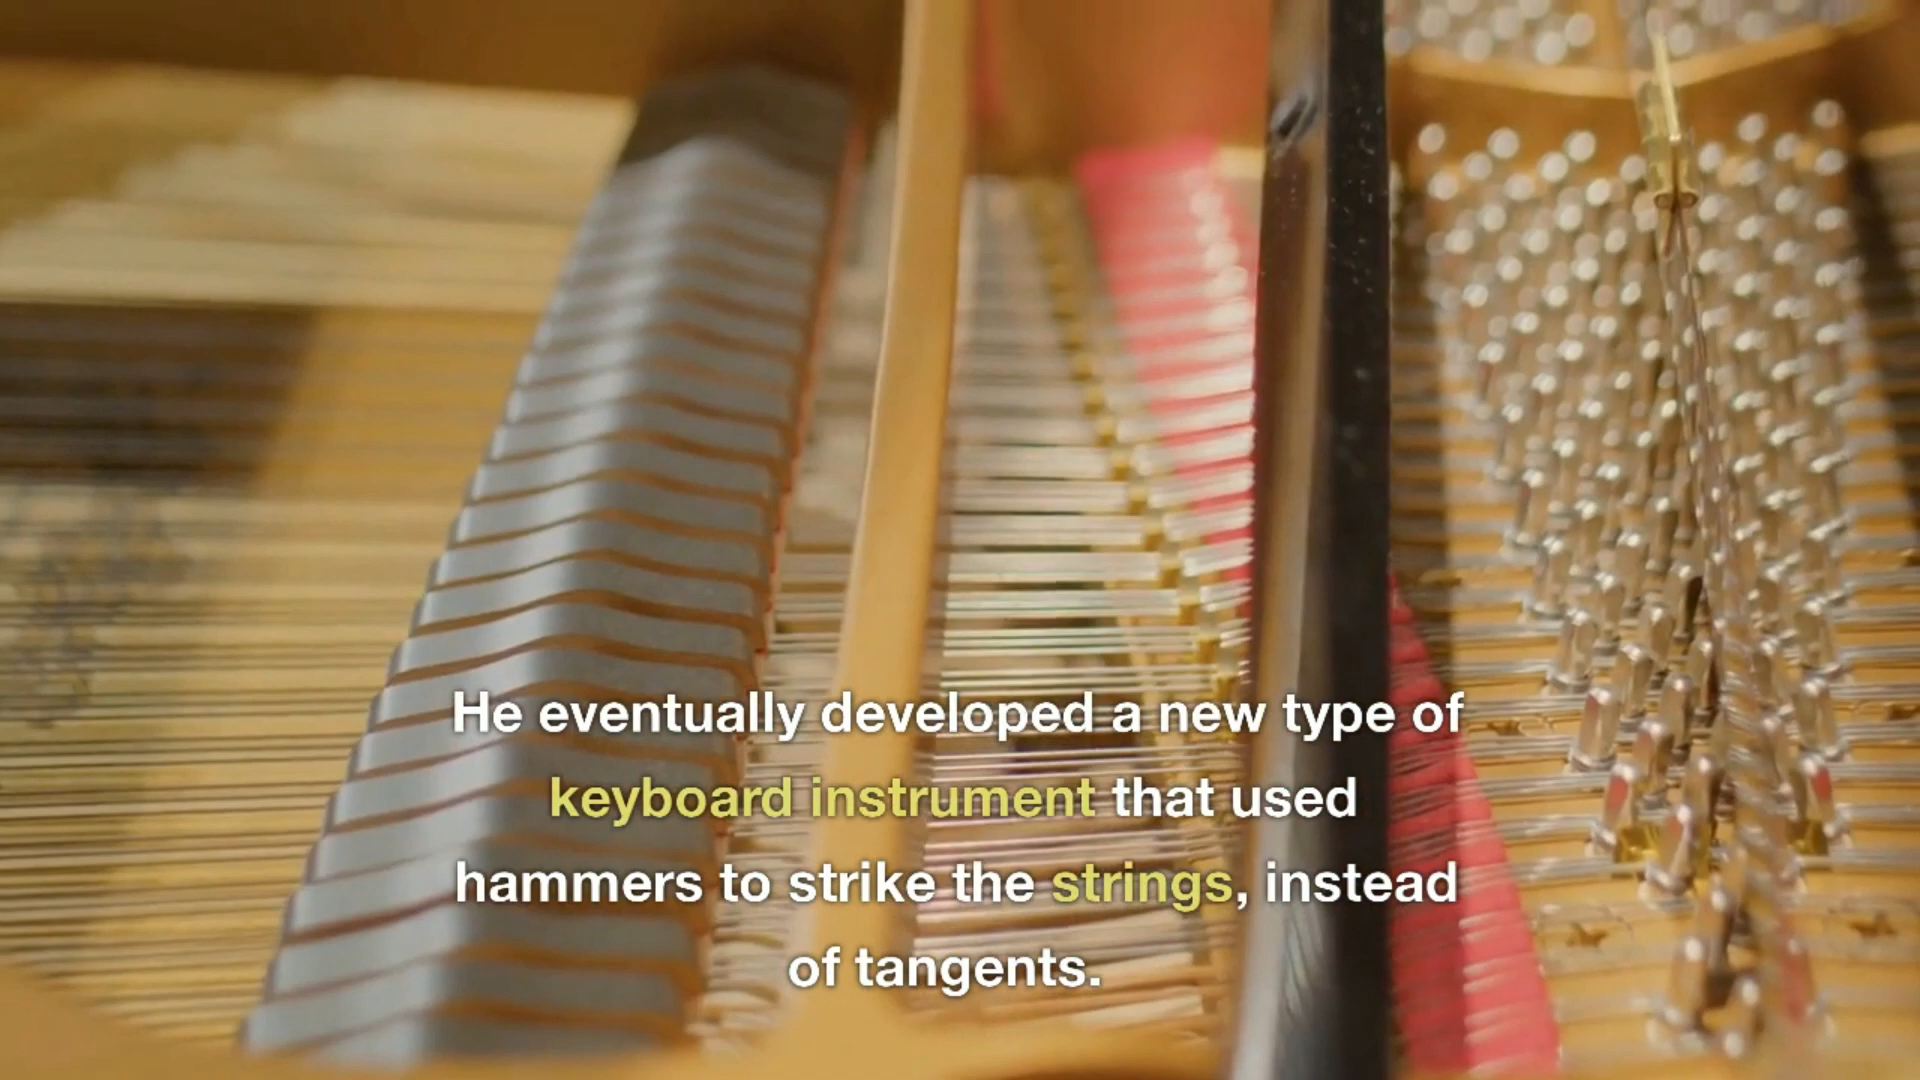 He eventually developed a new type of
keyboard instrument that used
hammers to strike the strings, instead
of tangents.